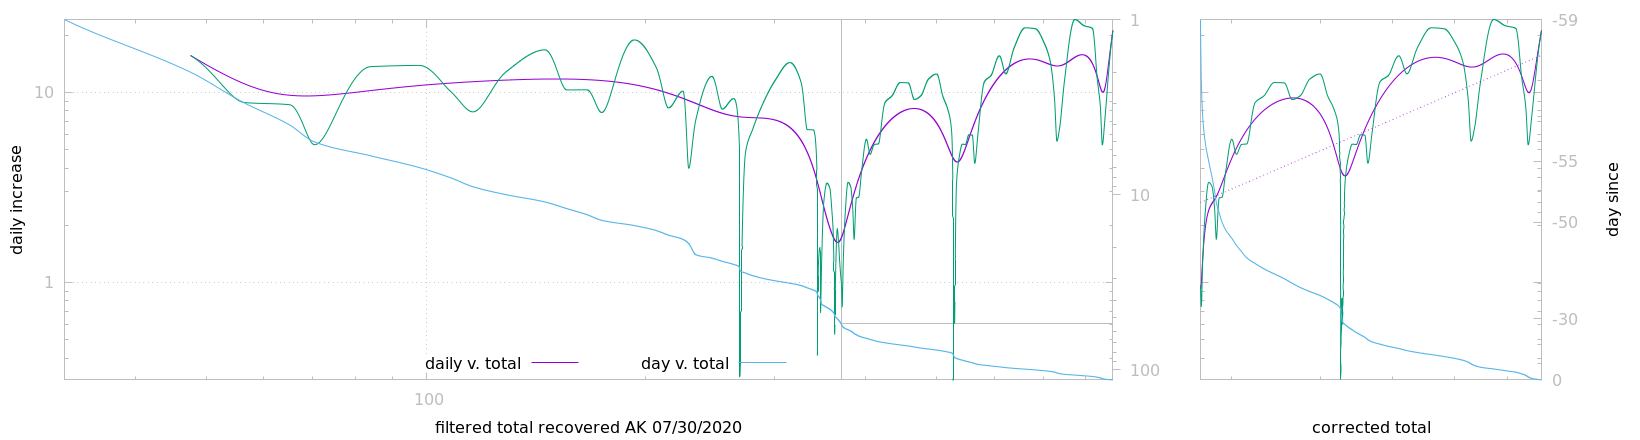 daily increase
10
1
daily v. total
day v. total
100
filtered total recovered AK 07/30/2020
1
10
100
-59
-55
-50
-30
0
day since
corrected total